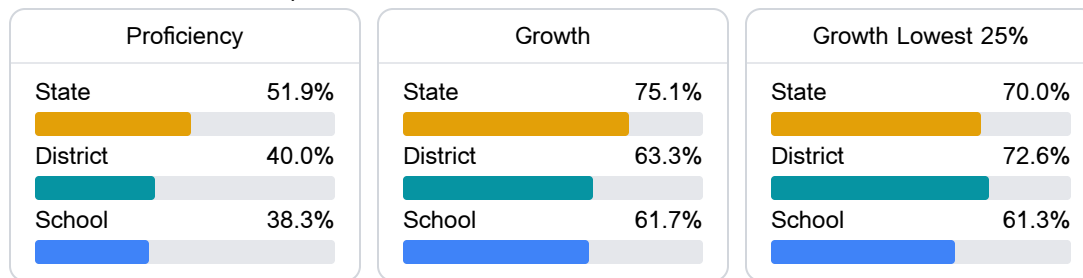 Proficiency
State 51.9%
District 40.0%
School 38.3%
Growth
State 75.1%
District 63.3%
School 61.7%
Growth Lowest 25%
State 70.0%
District 72.6%
School 61.3%